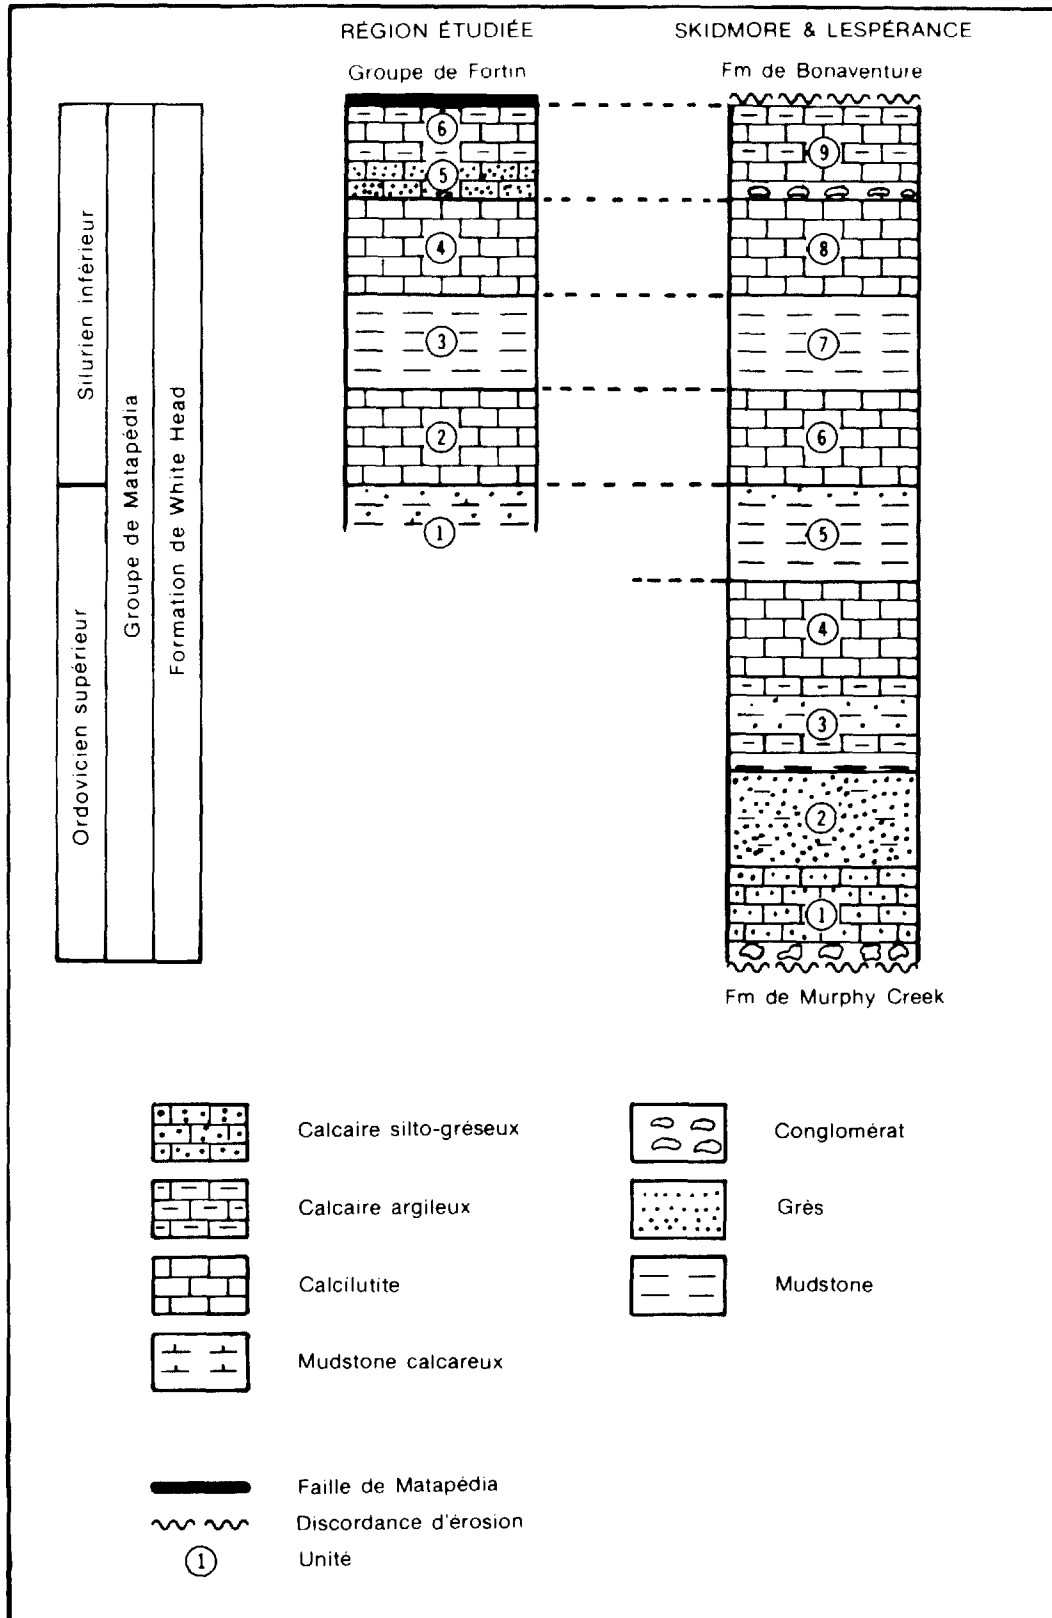 RÉGION ÉTUDIÉE
SKIDMORE & LESPÉRANCE
Groupe de Fortin
Fm de Bonaventure
Silurien inférieur
Ordovicien supérieur
Groupe de Matapédia
Formation de White Head
6
5
4
3
2
1
9
8
7
6
5
4
3
2
1
Fm de Murphy Creek
Calcaire silto-gréseux
Calcaire argileux
Calcilutite
Mudstone calcareux
Conglomérat
Grès
Mudstone
Faille de Matapédia
Discordance d'érosion
1 Unité